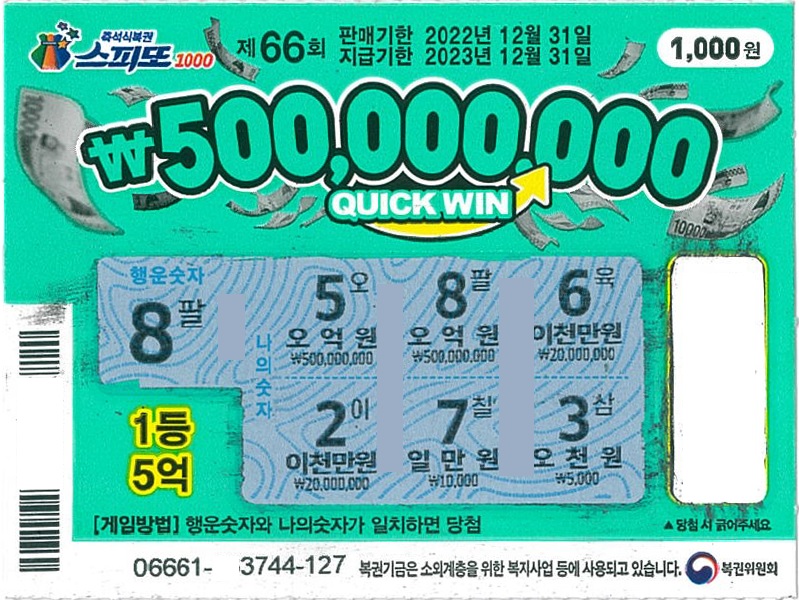 즉석식복권
스피또1000
제66회
판매기한 2022년 12월 31일
지급기한 2023년 12월 31일
1,000원
₩500,000,000
QUICK WIN
행운숫자
8 팔
나의숫자
5 오
오억원
₩500,000,000
8 팔
오억원
₩500,000,000
6 육
이천만원
₩20,000,000
2 이
이천만원
₩20,000,000
7 칠
일만원
₩10,000
3 삼
오천원
₩5,000
1등
5억
[게임방법] 행운숫자와 나의숫자가 일치하면 당첨
▲당첨 시 긁어주세요
06661- 3744-127
복권기금은 소외계층을 위한 복지사업 등에 사용되고 있습니다.
복권위원회